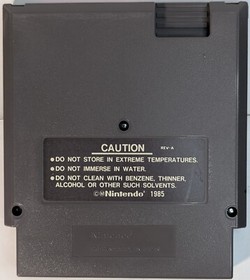 CAUTION REV-A
•DO NOT STORE IN EXTREME TEMPERATURES.
•DO NOT IMMERSE IN WATER.
•DO NOT CLEAN WITH BENZENE, THINNER,
ALCOHOL OR OTHER SUCH SOLVENTS.
©Ⓜ Nintendo® 1985